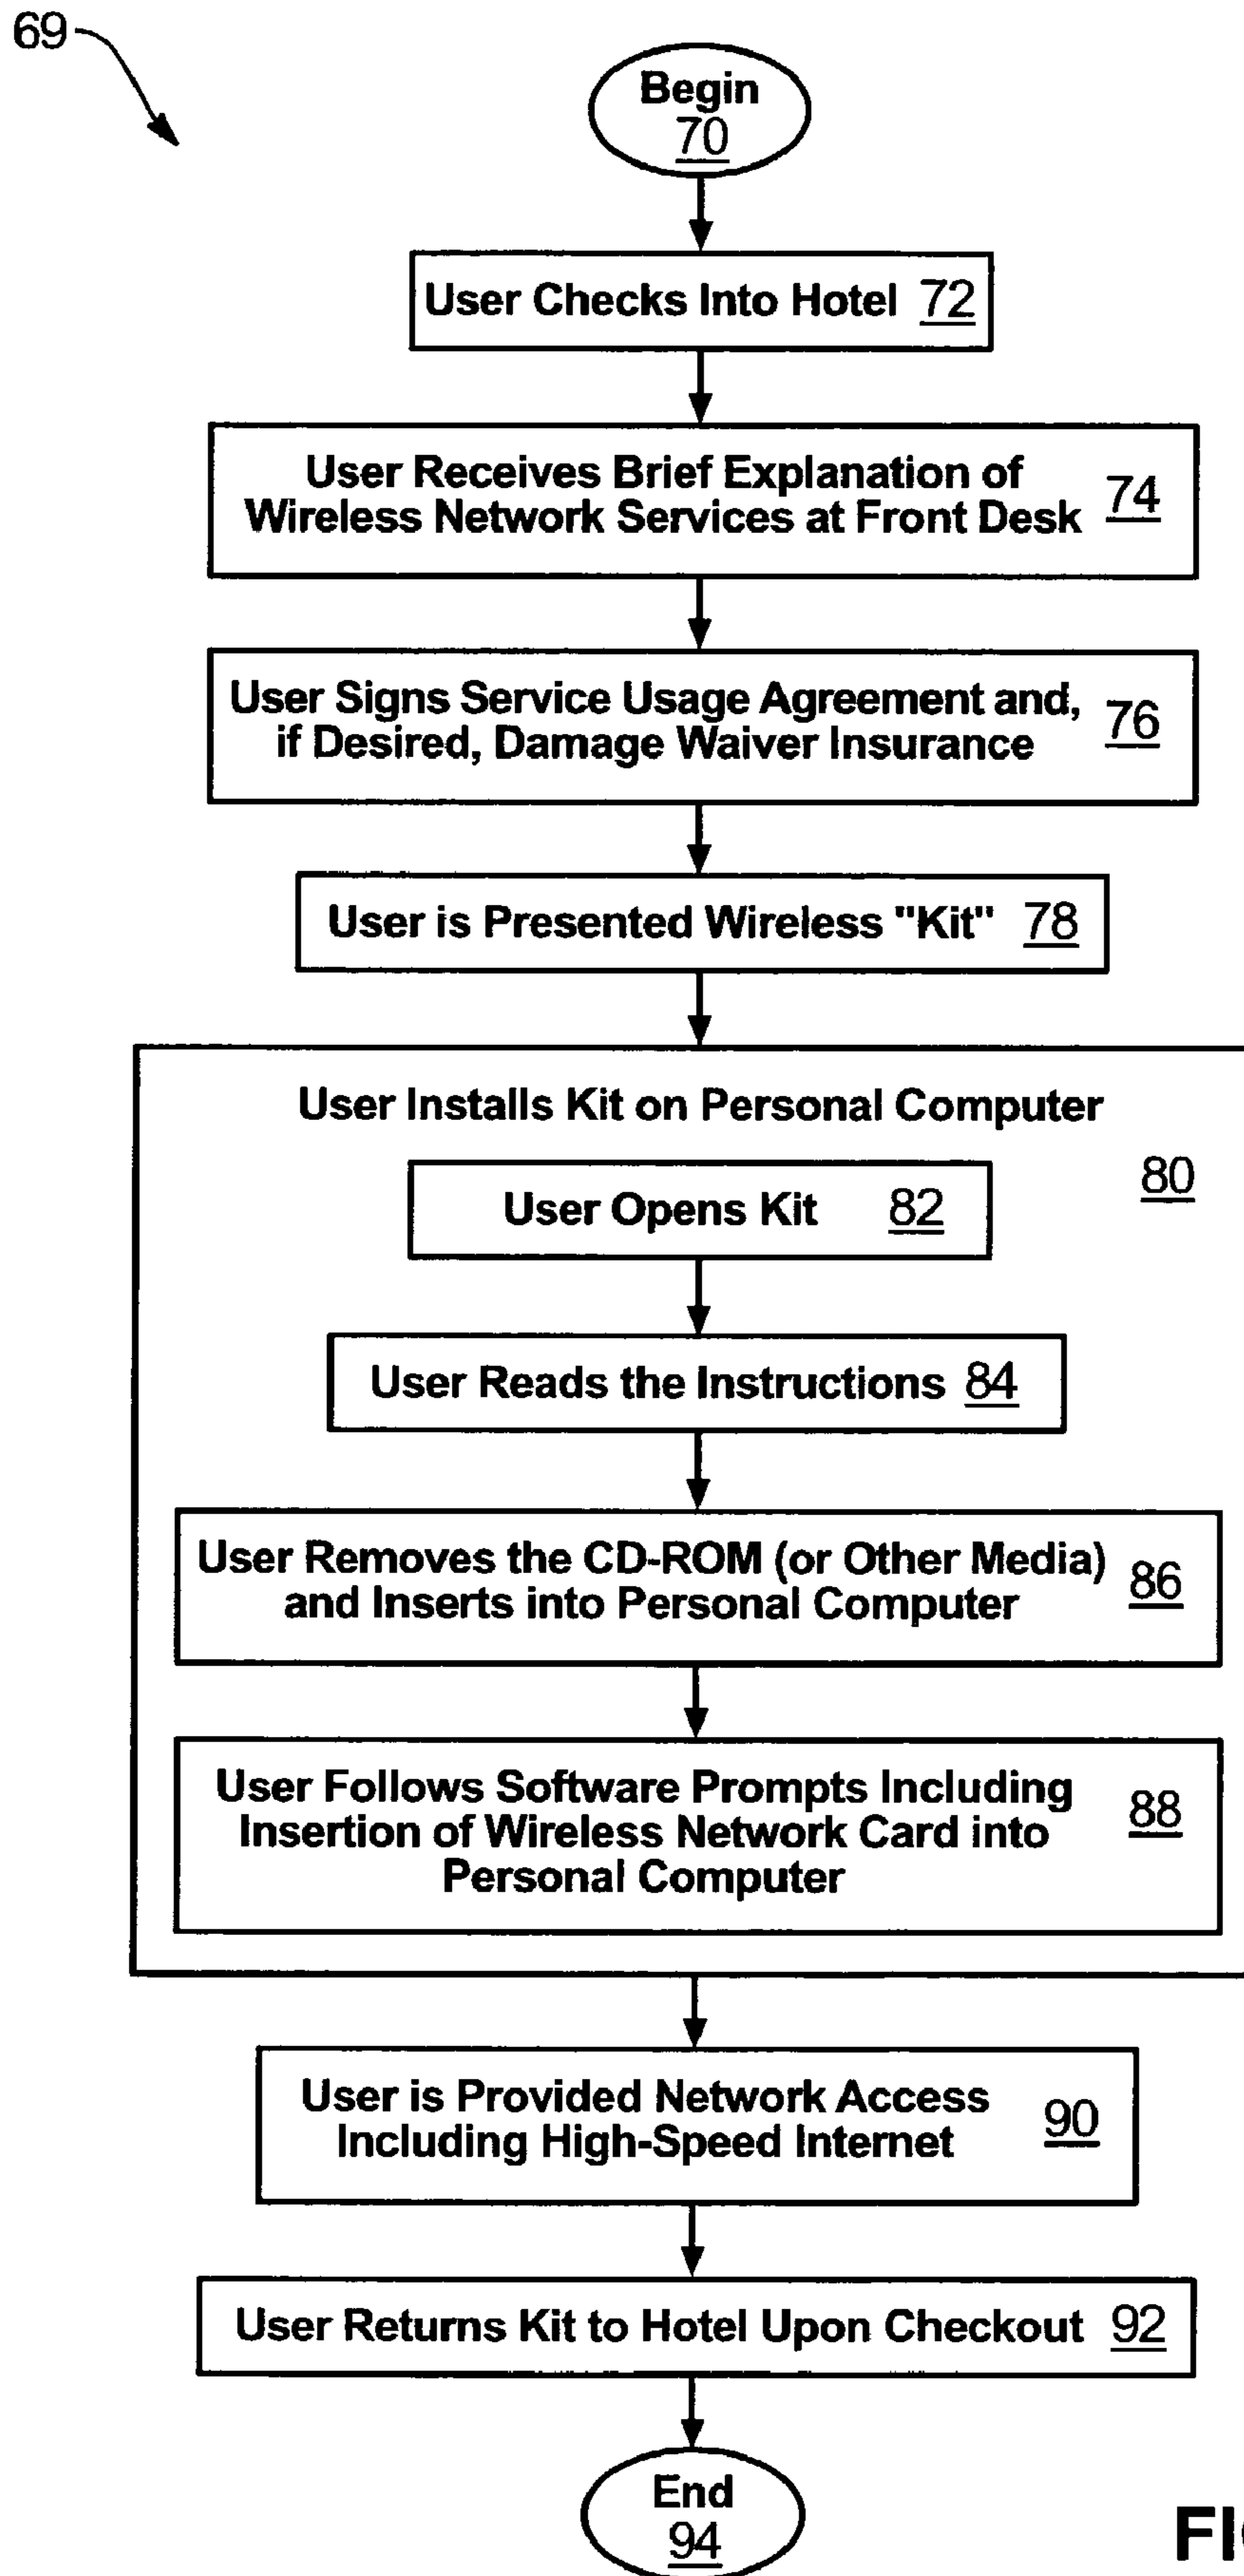 69
Begin
70
User Checks Into Hotel 72
User Receives Brief Explanation of
Wireless Network Services at Front Desk 74
User Signs Service Usage Agreement and,
if Desired, Damage Waiver Insurance 76
User is Presented Wireless "Kit" 78
User Installs Kit on Personal Computer
80
User Opens Kit 82
User Reads the Instructions 84
User Removes the CD-ROM (or Other Media)
and Inserts into Personal Computer 86
User Follows Software Prompts Including
Insertion of Wireless Network Card into
Personal Computer 88
User is Provided Network Access
Including High-Speed Internet 90
User Returns Kit to Hotel Upon Checkout 92
End
94